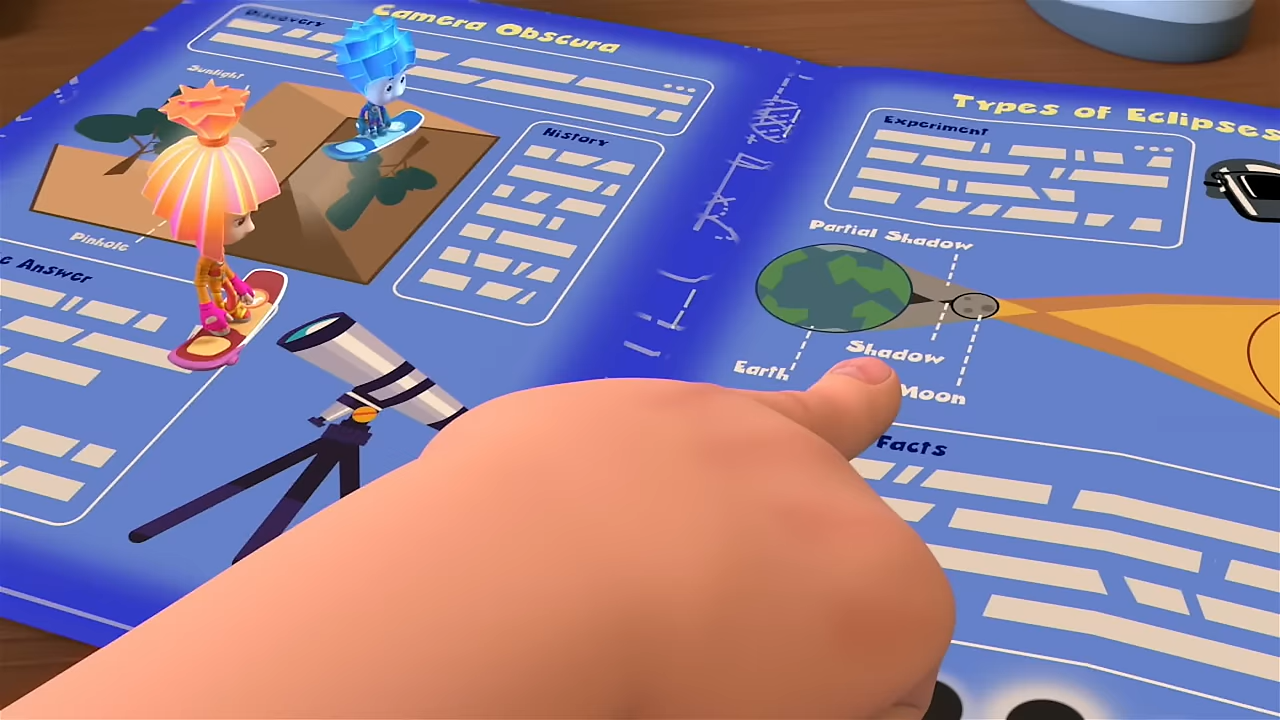 Camera Obscura
Discovery
Sunlight
History
Pinhole
Answer
Types of Eclipses
Experiment
Partial Shadow
Shadow
Earth
Moon
Facts